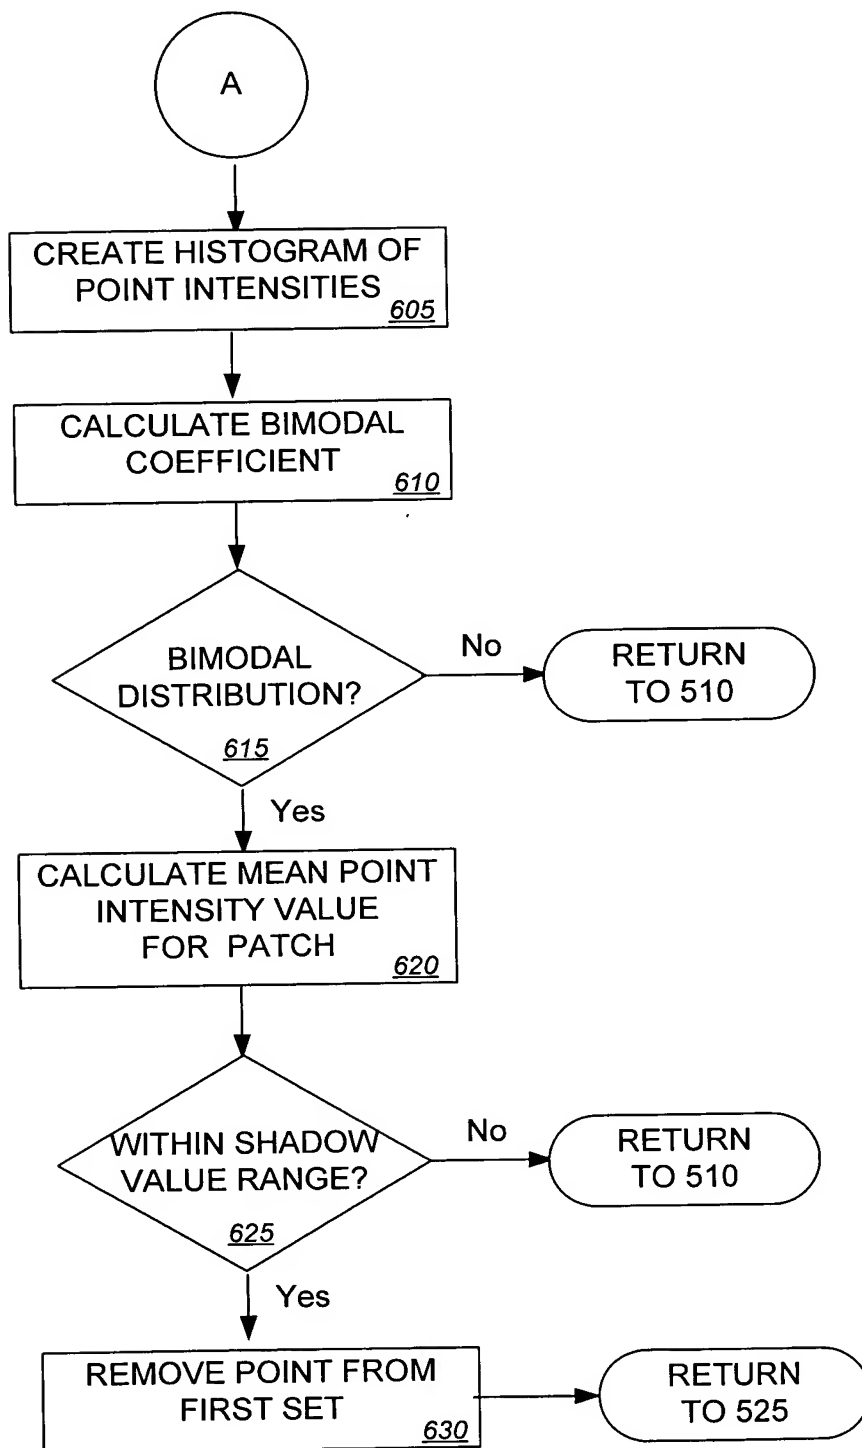 A
CREATE HISTOGRAM OF
POINT INTENSITIES
605
CALCULATE BIMODAL
COEFFICIENT
610
BIMODAL
DISTRIBUTION?
615
No
RETURN
TO 510
Yes
CALCULATE MEAN POINT
INTENSITY VALUE
FOR PATCH
620
WITHIN SHADOW
VALUE RANGE?
625
No
RETURN
TO 510
Yes
REMOVE POINT FROM
FIRST SET
630
RETURN
TO 525